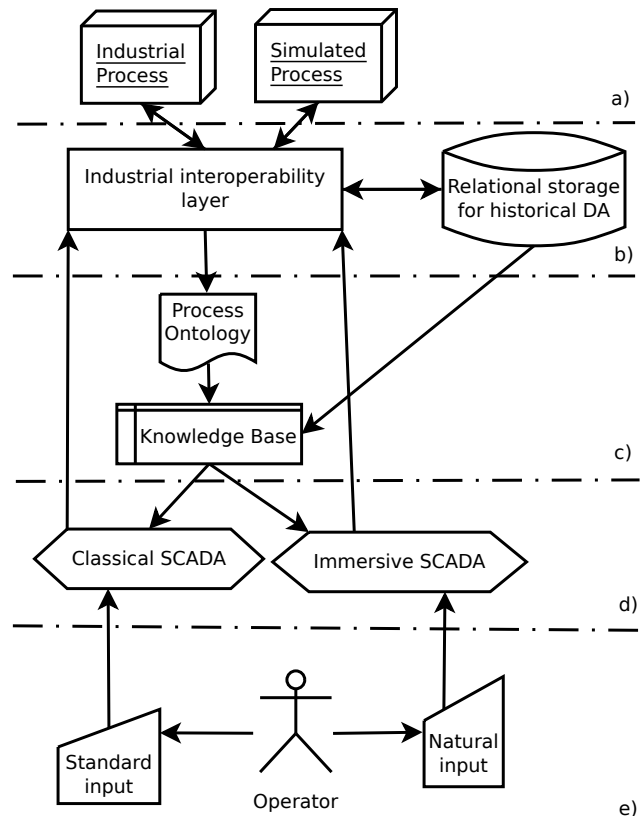 Industrial
Process
Simulated
Process
a)
Industrial interoperability
layer
Relational storage
for historical DA
b)
Process
Ontology
Knowledge Base
c)
Classical SCADA
Immersive SCADA
d)
Standard
input
Operator
Natural
input
e)